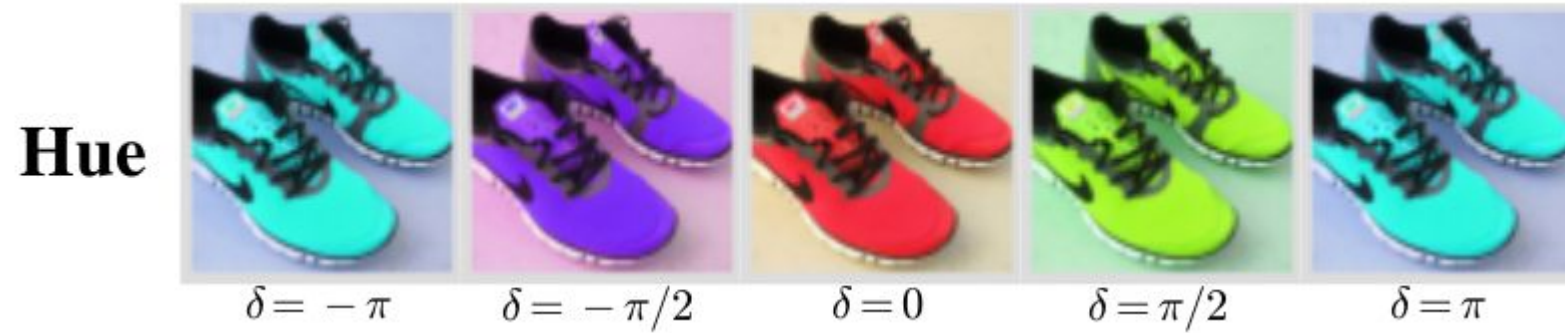 Hue
δ = − π
δ = − π/2
δ = 0
δ = π/2
δ = π